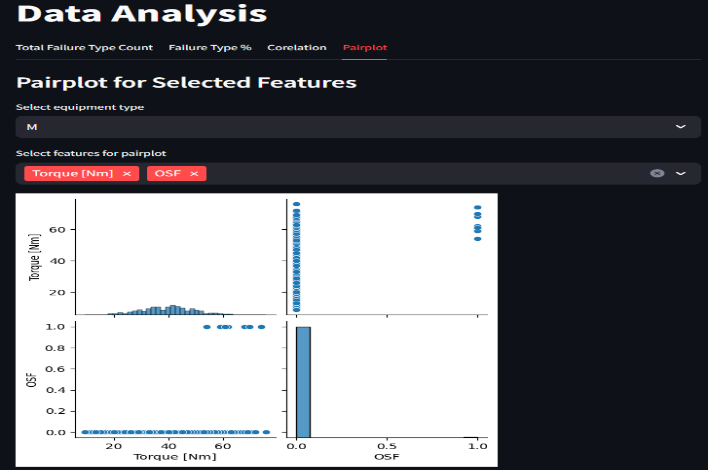 Data Analysis
Total Failure Type Count Failure Type % Corelation Pairplot
Pairplot for Selected Features
Select equipment type
M
Select features for pairplot
Torque [Nm] × OSF ×
Torque [Nm]
60
40
20
OSF
1.0
0.8
0.6
0.4
0.2
0.0
20 40 60 0.0 0.5 1.0
Torque [Nm] OSF